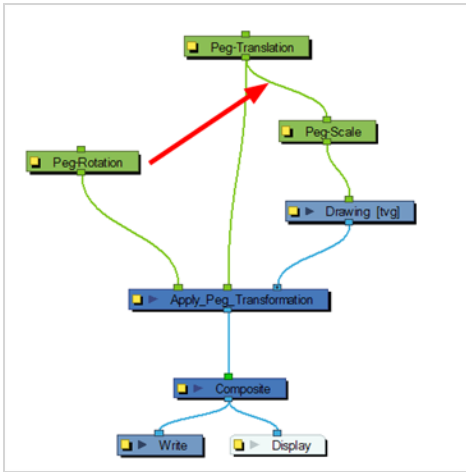 Peg-Translation
Peg-Scale
Peg-Rotation
Drawing [tvg]
Apply_Peg_Transformation
Composite
Write
Display